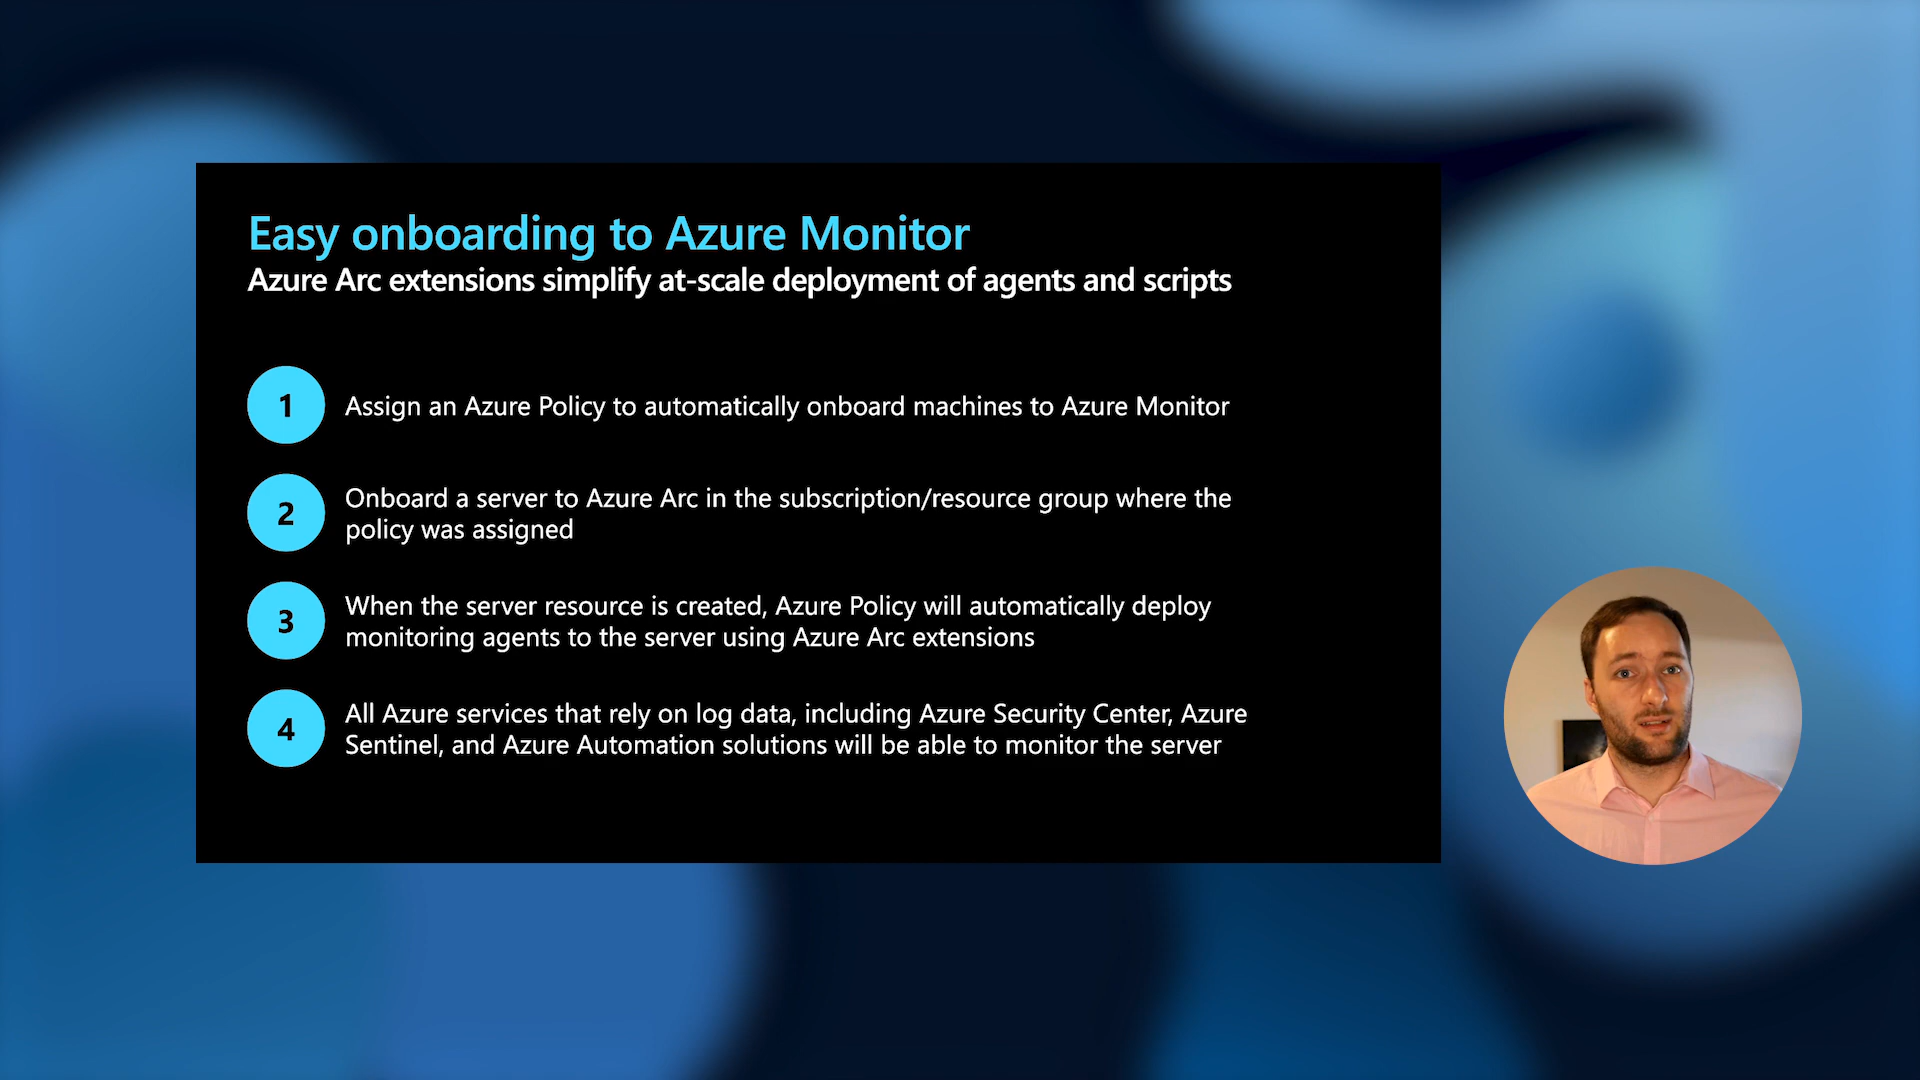 Easy onboarding to Azure Monitor
Azure Arc extensions simplify at-scale deployment of agents and scripts
1
Assign an Azure Policy to automatically onboard machines to Azure Monitor
2
Onboard a server to Azure Arc in the subscription/resource group where the
policy was assigned
3
When the server resource is created, Azure Policy will automatically deploy
monitoring agents to the server using Azure Arc extensions
4
All Azure services that rely on log data, including Azure Security Center, Azure
Sentinel, and Azure Automation solutions will be able to monitor the server